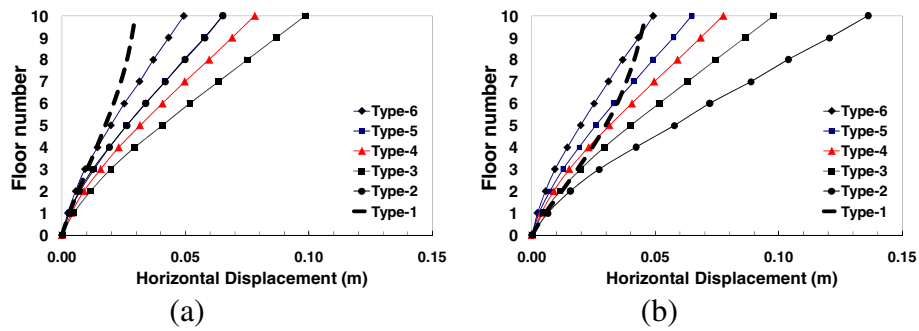 10
9
8
7
6
5
4
3
2
1
0
Floor number
Type-6
Type-5
Type-4
Type-3
Type-2
Type-1
0.00 0.05 0.10 0.15
Horizontal Displacement (m)
(a)
10
9
8
7
6
5
4
3
2
1
0
Floor number
Type-6
Type-5
Type-4
Type-3
Type-2
Type-1
0.00 0.05 0.10 0.15
Horizontal Displacement (m)
(b)